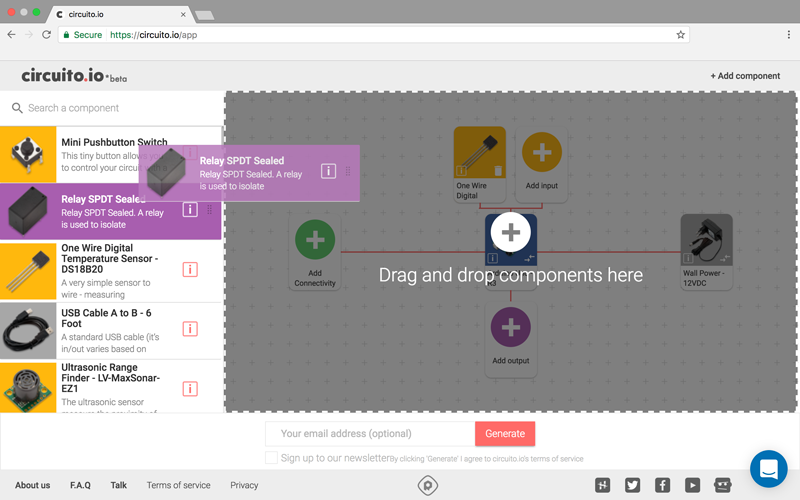 circuito.io
Secure https://circuito.io/app
circuito.io *beta
+ Add component
Search a component
Mini Pushbutton Switch
This tiny button allows
to control your circuit
Relay SPDT Sealed
Relay SPDT Sealed. A relay
is used to isolate
Relay SPDT Sealed
Relay SPDT Sealed. A relay
is used to isolate
One Wire Digital
Temperature Sensor -
DS18B20
A very simple sensor to
wire - measuring
USB Cable A to B - 6
Foot
A standard USB cable (it's
in/out varies based on
Ultrasonic Range
Finder - LV-MaxSonar-
EZ1
The ultrasonic sensor
One Wire
Digital
Add input
Add
Connectivity
Wall Power -
12VDC
Drag and drop components here
Add output
Your email address (optional)
Generate
Sign up to our newsletter
By clicking 'Generate' I agree to circuito.io's terms of service
About us
F.A.Q
Talk
Terms of service
Privacy